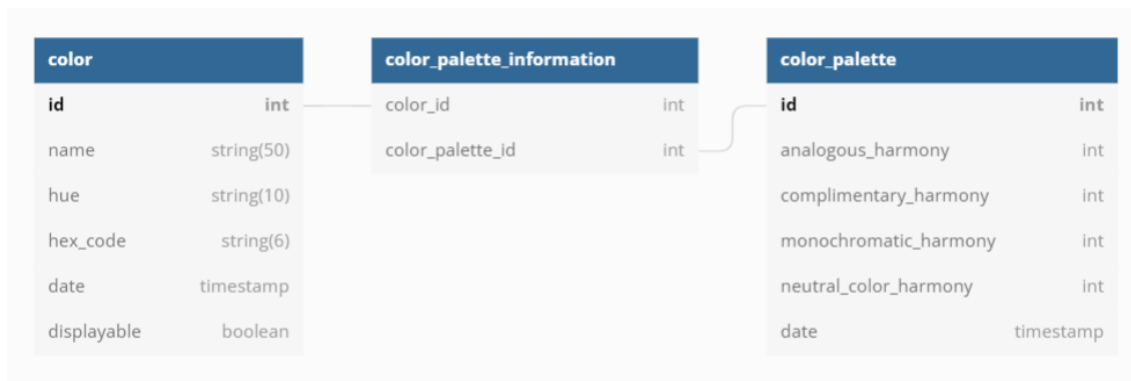 color
id int
name string(50)
hue string(10)
hex_code string(6)
date timestamp
displayable boolean
color_palette_information
color_id int
color_palette_id int
color_palette
id int
analogous_harmony int
complimentary_harmony int
monochromatic_harmony int
neutral_color_harmony int
date timestamp